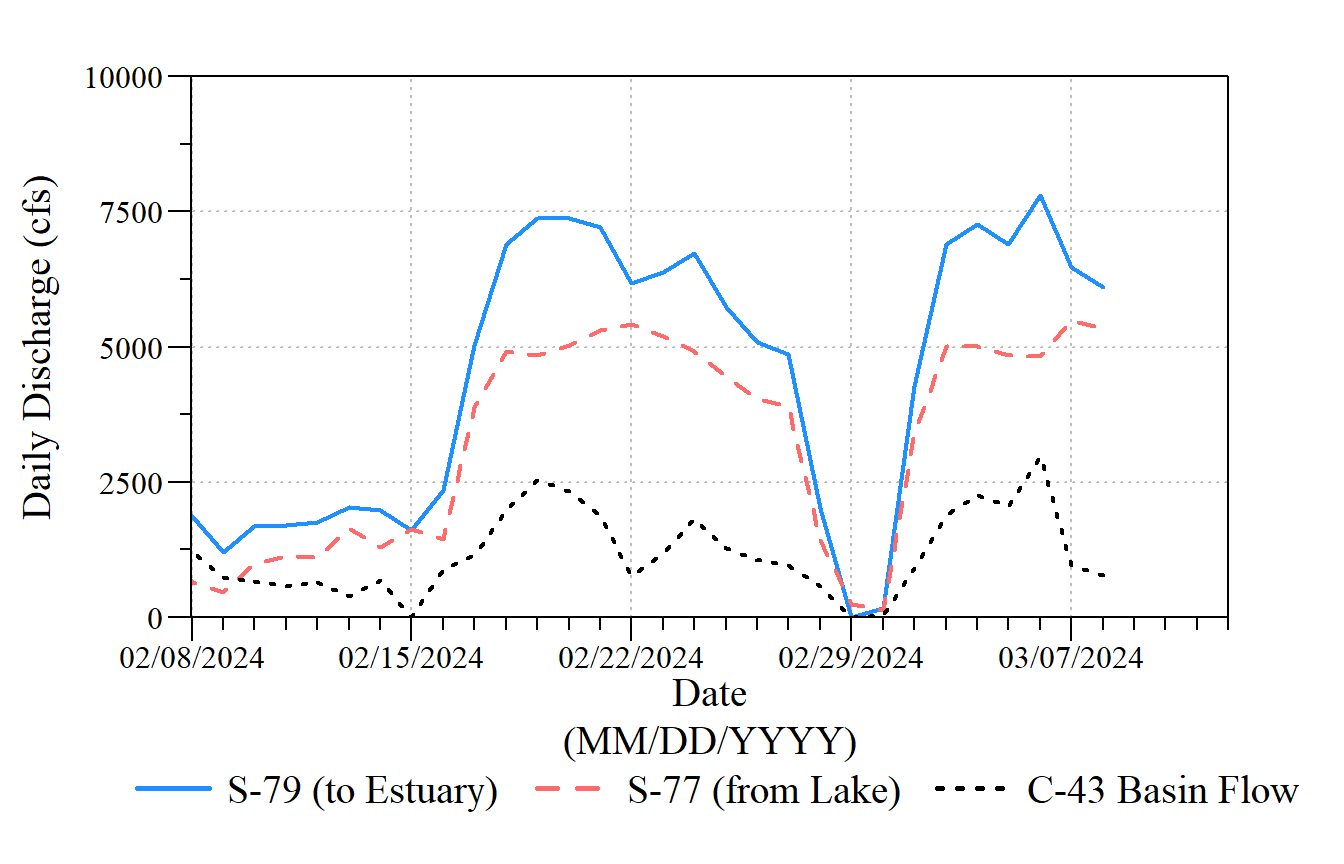 Daily Discharge (cfs)
10000
7500
5000
2500
0
02/08/2024 02/15/2024 02/22/2024 02/29/2024 03/07/2024
Date
(MM/DD/YYYY)
S-79 (to Estuary) S-77 (from Lake) C-43 Basin Flow